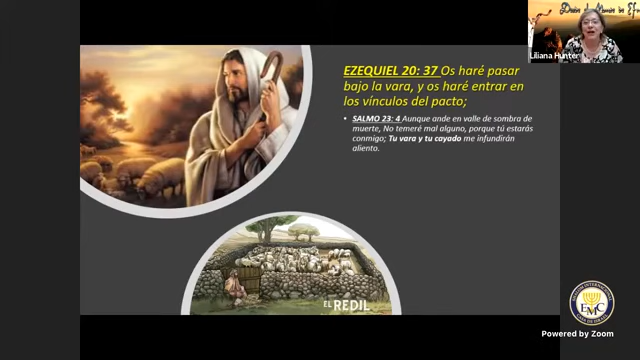 Liliana Hunter
EZEQUIEL 20: 37 Os haré pasar
bajo la vara, y os haré entrar en
los vínculos del pacto;
• SALMO 23: 4 Aunque ande en valle de sombra de
muerte, No temeré mal alguno, porque tú estarás
conmigo; Tu vara y tu cayado me infundirán
aliento.
EL REDIL
EMC
Powered by Zoom